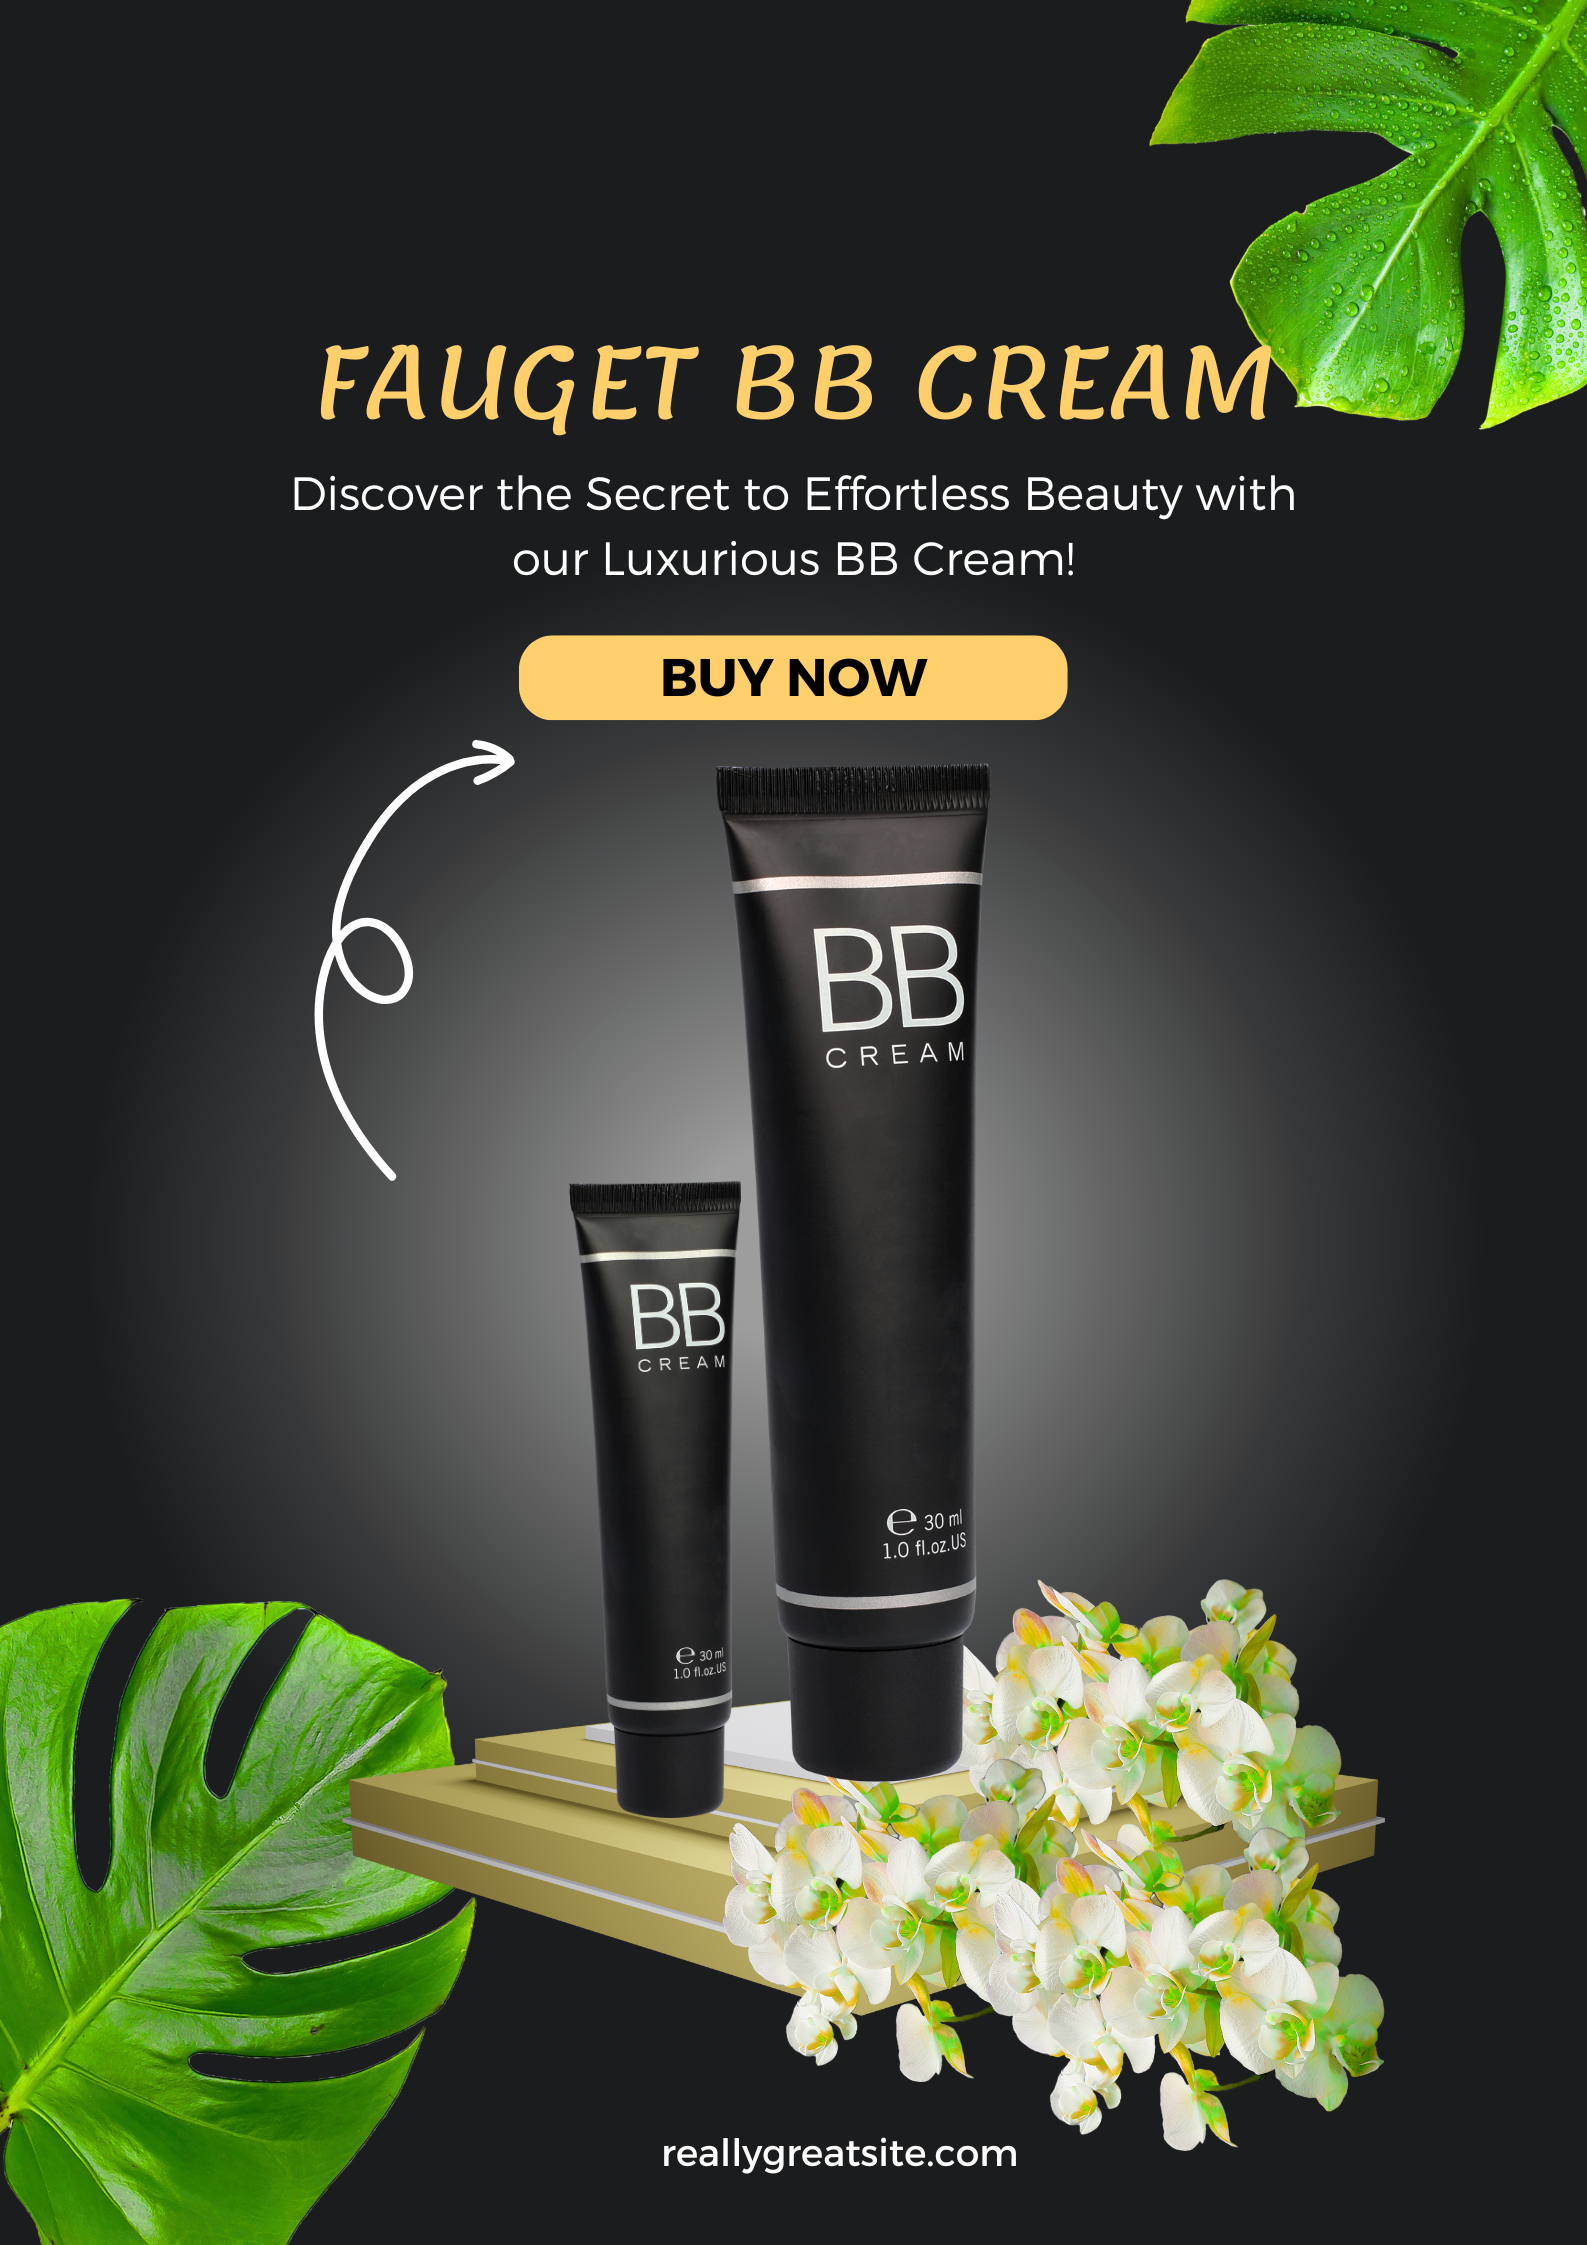 FAUGET BB CREAM
Discover the Secret to Effortless Beauty with
our Luxurious BB Cream!
BUY NOW
BB
CREAM
℮ 30 ml
1.0 fl.oz.US
BB
CREAM
℮ 30 ml
1.0 fl.oz.US
reallygreatsite.com